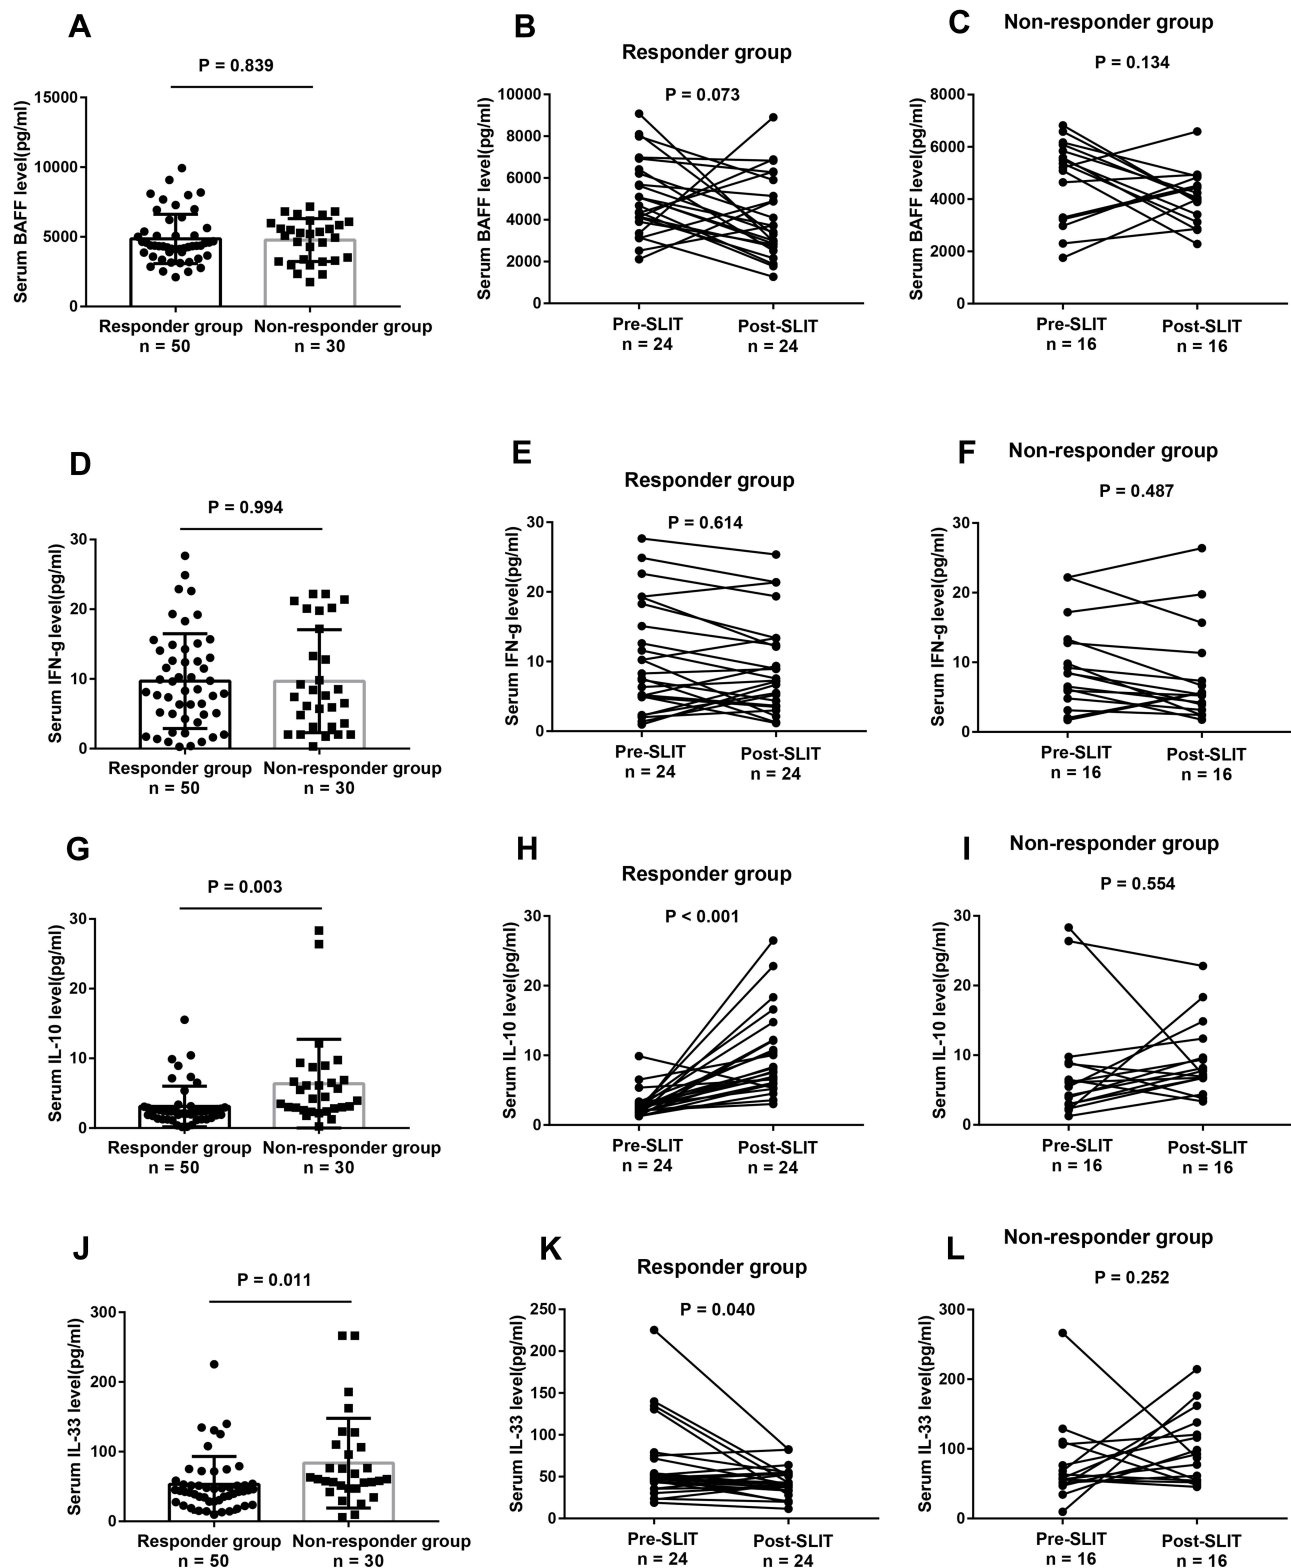 A
P = 0.839
Serum BAFF level(pg/ml)
15000
10000
5000
0
Responder group
n = 50
Non-responder group
n = 30
B
Responder group
P = 0.073
Serum BAFF level(pg/ml)
10000
8000
6000
4000
2000
0
Pre-SLIT
n = 24
Post-SLIT
n = 24
C
Non-responder group
P = 0.134
Serum BAFF level(pg/ml)
8000
6000
4000
2000
0
Pre-SLIT
n = 16
Post-SLIT
n = 16
D
P = 0.994
Serum IFN-g level(pg/ml)
30
20
10
0
Responder group
n = 50
Non-responder group
n = 30
E
Responder group
P = 0.614
Serum IFN-g level(pg/ml)
30
20
10
0
Pre-SLIT
n = 24
Post-SLIT
n = 24
F
Non-responder group
P = 0.487
Serum IFN-g level(pg/ml)
30
20
10
0
Pre-SLIT
n = 16
Post-SLIT
n = 16
G
P = 0.003
Serum IL-10 level(pg/ml)
30
20
10
0
Responder group
n = 50
Non-responder group
n = 30
H
Responder group
P < 0.001
Serum IL-10 level(pg/ml)
30
20
10
0
Pre-SLIT
n = 24
Post-SLIT
n = 24
I
Non-responder group
P = 0.554
Serum IL-10 level(pg/ml)
30
20
10
0
Pre-SLIT
n = 16
Post-SLIT
n = 16
J
P = 0.011
Serum IL-33 level(pg/ml)
300
200
100
0
Responder group
n = 50
Non-responder group
n = 30
K
Responder group
P = 0.040
Serum IL-33 level(pg/ml)
250
200
150
100
50
0
Pre-SLIT
n = 24
Post-SLIT
n = 24
L
Non-responder group
P = 0.252
Serum IL-33 level(pg/ml)
300
200
100
0
Pre-SLIT
n = 16
Post-SLIT
n = 16